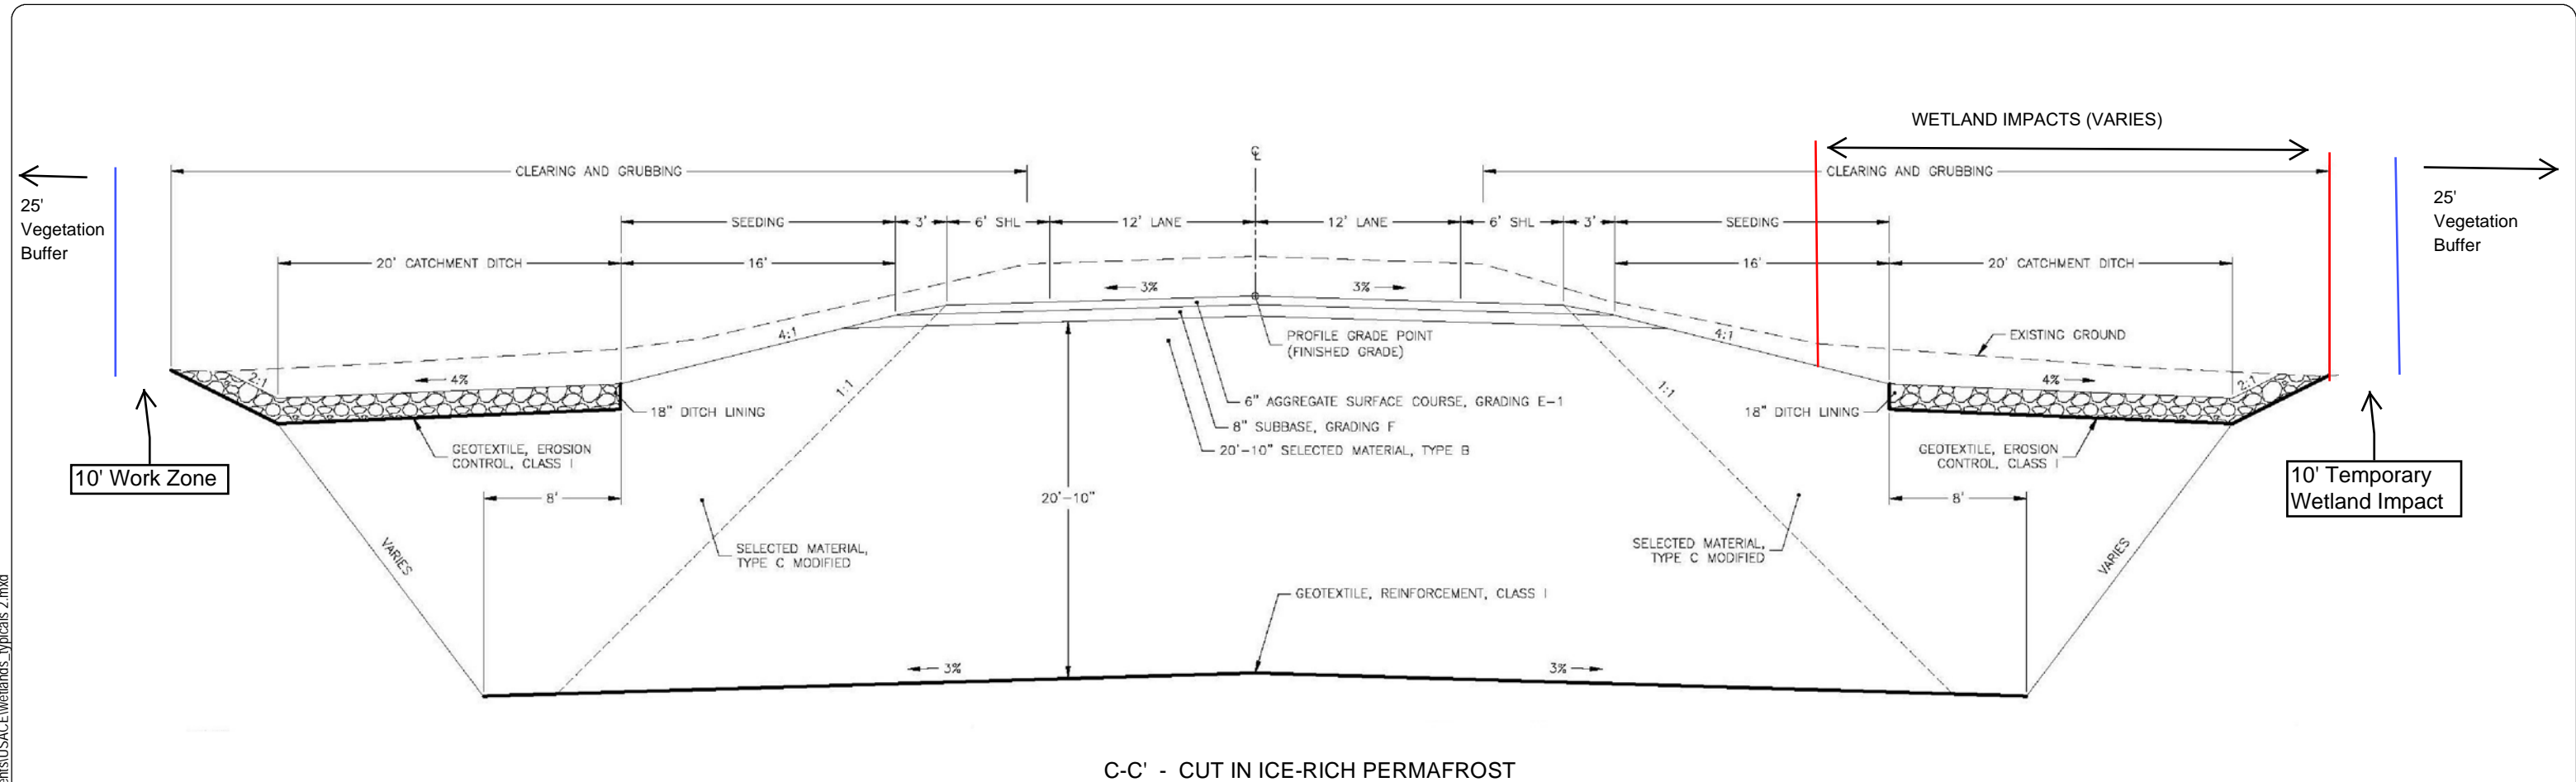 WETLAND IMPACTS (VARIES)
℄
CLEARING AND GRUBBING
CLEARING AND GRUBBING
25'
Vegetation
Buffer
25'
Vegetation
Buffer
SEEDING
3'
6' SHL
12' LANE
12' LANE
6' SHL
3'
SEEDING
20' CATCHMENT DITCH
16'
16'
20' CATCHMENT DITCH
3%
3%
4:1
PROFILE GRADE POINT
(FINISHED GRADE)
4:1
EXISTING GROUND
2:1
4%
4%
2:1
1:1
1:1
18" DITCH LINING
6" AGGREGATE SURFACE COURSE, GRADING E-1
18" DITCH LINING
8" SUBBASE, GRADING F
20'-10" SELECTED MATERIAL, TYPE B
GEOTEXTILE, EROSION
CONTROL, CLASS I
GEOTEXTILE, EROSION
CONTROL, CLASS I
10' Work Zone
10' Temporary
Wetland Impact
8'
20'-10"
8'
VARIES
SELECTED MATERIAL,
TYPE C MODIFIED
SELECTED MATERIAL,
TYPE C MODIFIED
VARIES
GEOTEXTILE, REINFORCEMENT, CLASS I
3%
3%
C-C' - CUT IN ICE-RICH PERMAFROST
ents\USACE\wetlands_typicals 2.mxd